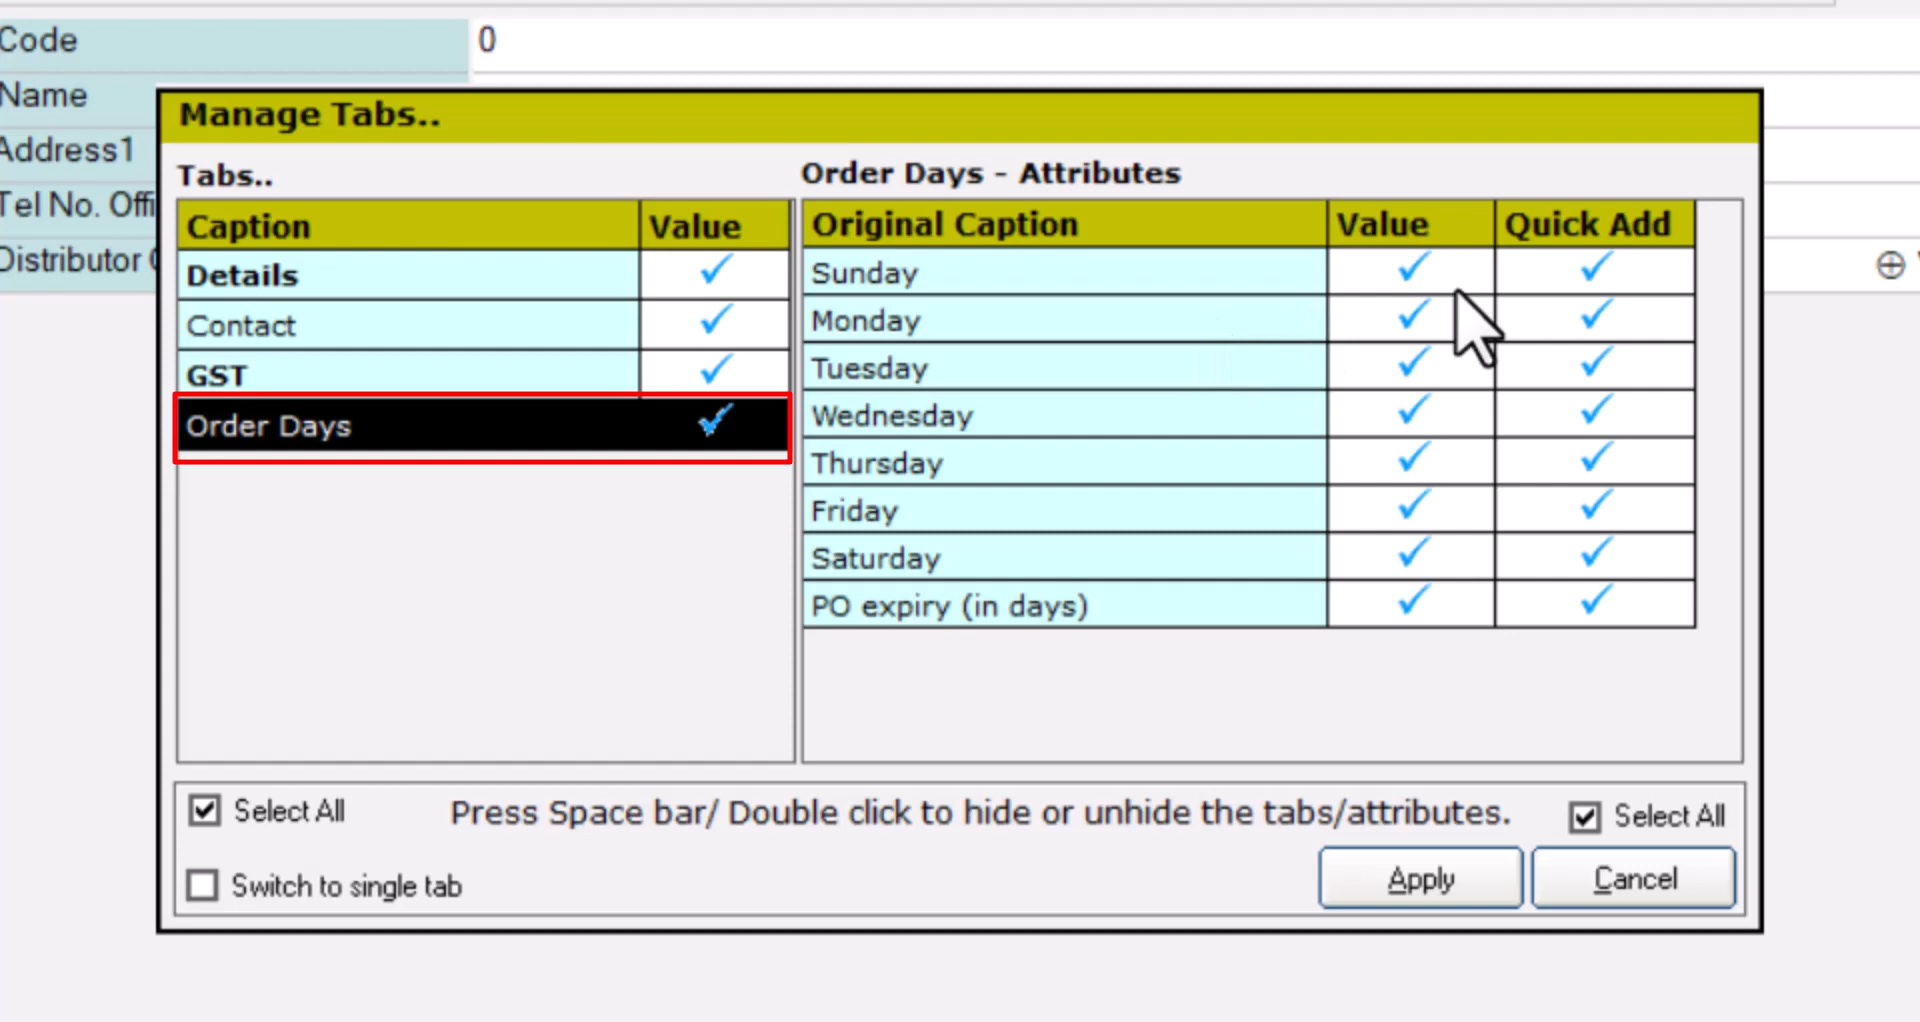 Code 0
Name
Address1
Tel No. Offi
Distributor
Manage Tabs..
Tabs..
Caption Value
Details
Contact
GST
Order Days
Order Days - Attributes
Original Caption Value Quick Add
Sunday
Monday
Tuesday
Wednesday
Thursday
Friday
Saturday
PO expiry (in days)
Select All Press Space bar/ Double click to hide or unhide the tabs/attributes. Select All
Switch to single tab Apply Cancel